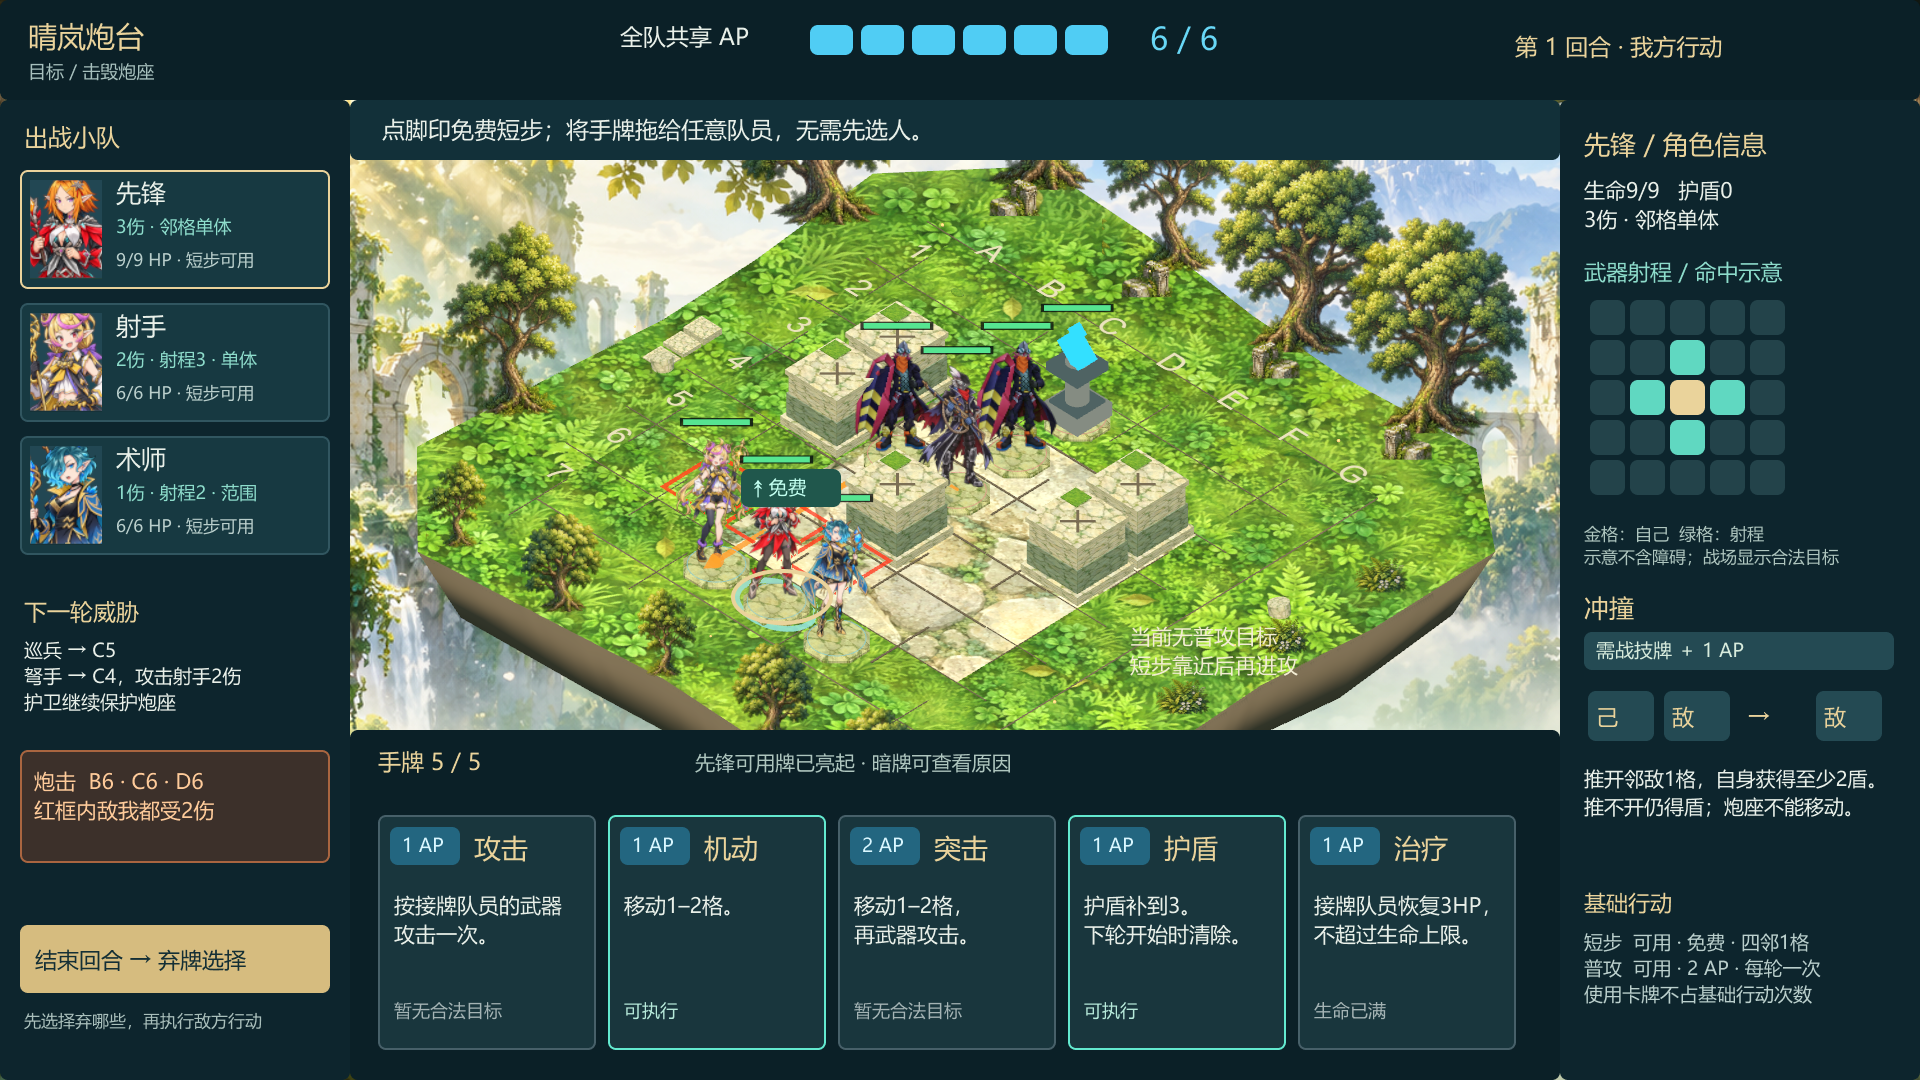 晴岚炮台
目标 / 击毁炮座
全队共享 AP
6 / 6
第 1 回合 · 我方行动
出战小队
先锋
3伤 · 邻格单体
9/9 HP · 短步可用
射手
2伤 · 射程3 · 单体
6/6 HP · 短步可用
术师
1伤 · 射程2 · 范围
6/6 HP · 短步可用
下一轮威胁
巡兵 → C5
弩手 → C4，攻击射手2伤
护卫继续保护炮座
炮击 B6 · C6 · D6
红框内敌我都受2伤
结束回合 → 弃牌选择
先选择弃哪些，再执行敌方行动
点脚印免费短步；将手牌拖给任意队员，无需先选人。
1
2
3
4
5
6
7
A
B
C
D
E
F
G
免费
当前无普攻目标
短步靠近后再进攻
手牌 5 / 5
先锋可用牌已亮起 · 暗牌可查看原因
1 AP 攻击
按接牌队员的武器
攻击一次。
暂无合法目标
1 AP 机动
移动1–2格。
可执行
2 AP 突击
移动1–2格，
再武器攻击。
暂无合法目标
1 AP 护盾
护盾补到3。
下轮开始时清除。
可执行
1 AP 治疗
接牌队员恢复3HP，
不超过生命上限。
生命已满
先锋 / 角色信息
生命9/9 护盾0
3伤 · 邻格单体
武器射程 / 命中示意
金格：自己 绿格：射程
示意不含障碍；战场显示合法目标
冲撞
需战技牌 + 1 AP
己 敌 → 敌
推开邻敌1格，自身获得至少2盾。
推不开仍得盾；炮座不能移动。
基础行动
短步 可用 · 免费 · 四邻1格
普攻 可用 · 2 AP · 每轮一次
使用卡牌不占基础行动次数